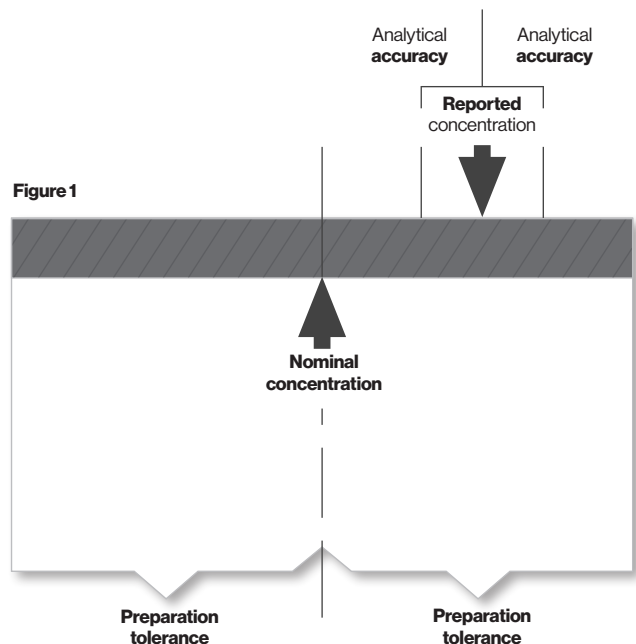 Analytical
accuracy
Analytical
accuracy
Reported
concentration
Figure 1
Nominal
concentration
Preparation
tolerance
Preparation
tolerance